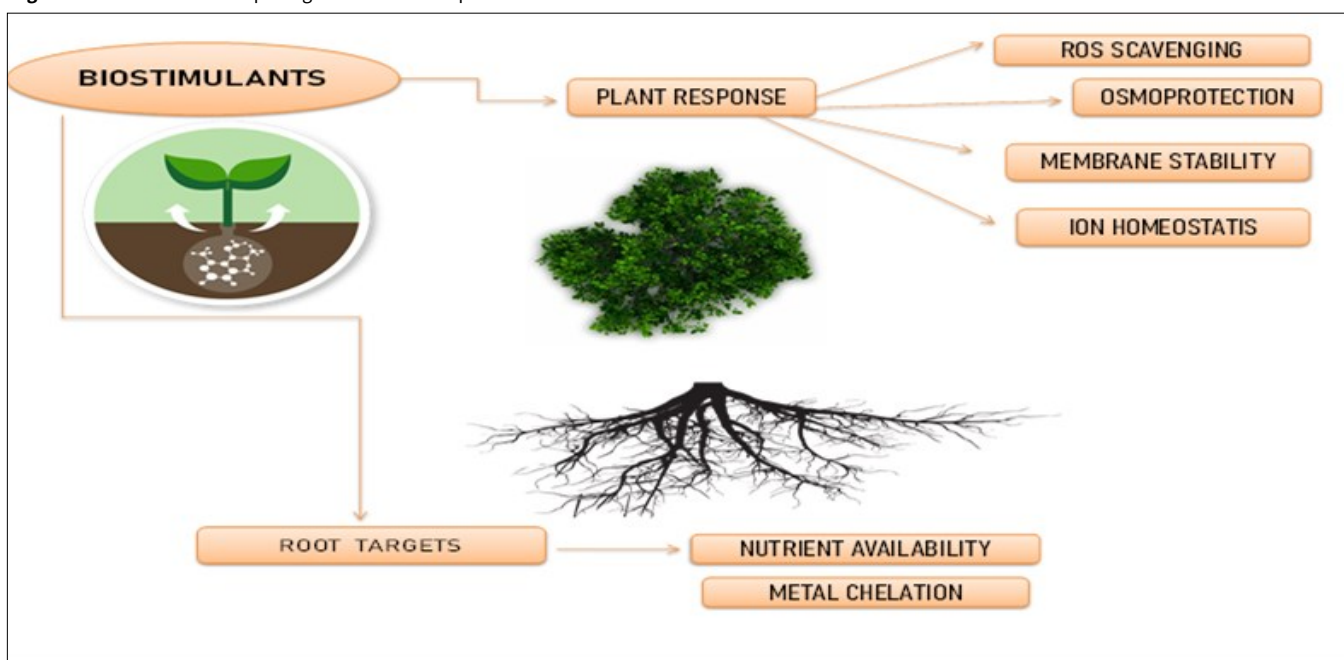 BIOSTIMULANTS
PLANT RESPONSE
ROS SCAVENGING
OSMOPROTECTION
MEMBRANE STABILITY
ION HOMEOSTATIS
ROOT TARGETS
NUTRIENT AVAILABILITY
METAL CHELATION